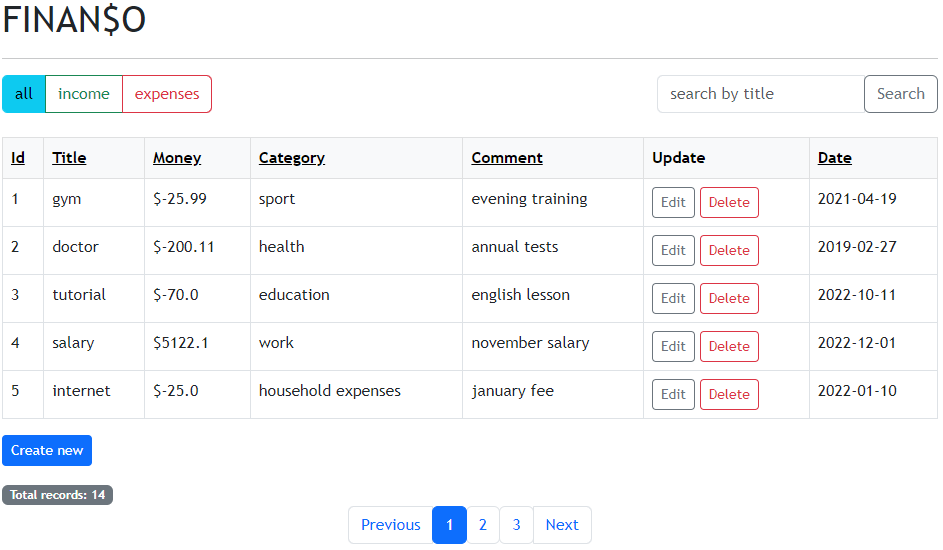 FINAN$O
all income expenses search by title Search
Id Title Money Category Comment Update Date
1 gym $-25.99 sport evening training Edit Delete 2021-04-19
2 doctor $-200.11 health annual tests Edit Delete 2019-02-27
3 tutorial $-70.0 education english lesson Edit Delete 2022-10-11
4 salary $5122.1 work november salary Edit Delete 2022-12-01
5 internet $-25.0 household expenses january fee Edit Delete 2022-01-10
Create new
Total records: 14
Previous 1 2 3 Next